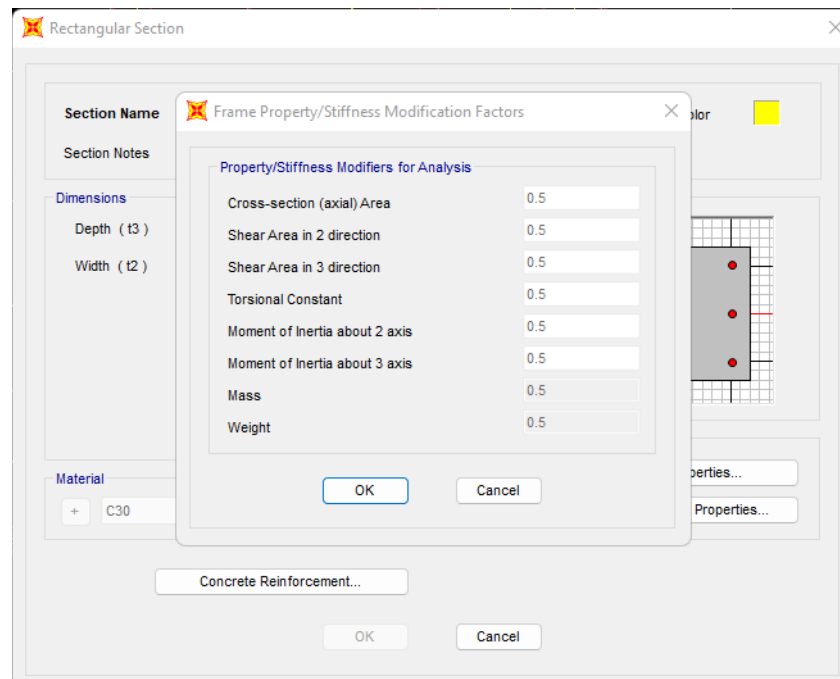 Rectangular Section
Section Name
Section Notes
Frame Property/Stiffness Modification Factors
Property/Stiffness Modifiers for Analysis
Cross-section (axial) Area 0.5
Shear Area in 2 direction 0.5
Shear Area in 3 direction 0.5
Torsional Constant 0.5
Moment of Inertia about 2 axis 0.5
Moment of Inertia about 3 axis 0.5
Mass 0.5
Weight 0.5
OK Cancel
Dimensions
Depth ( t3 )
Width ( t2 )
Material
+ C30
Properties...
Concrete Reinforcement...
OK Cancel